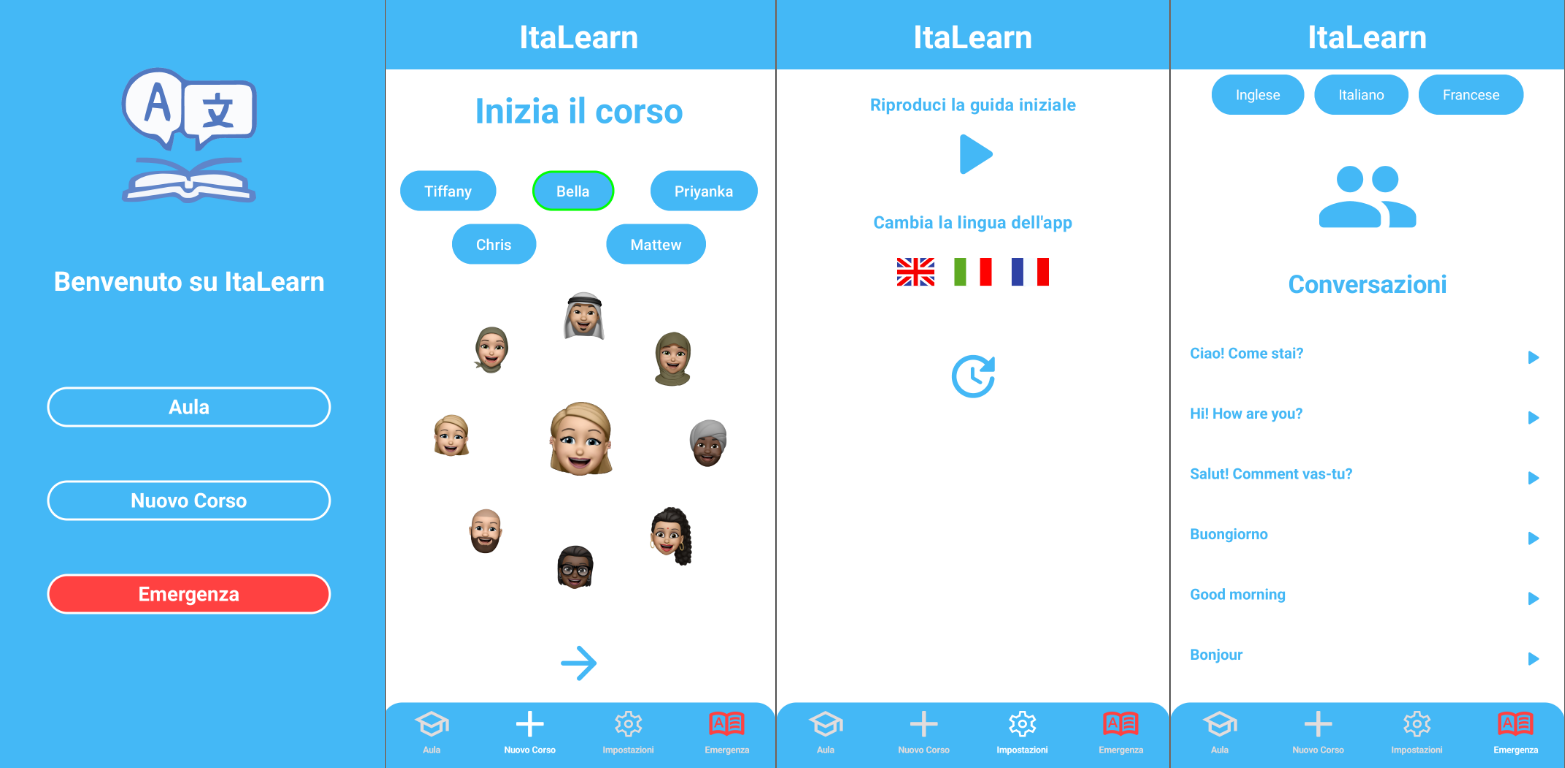 A 文
Benvenuto su ItaLearn
Aula
Nuovo Corso
Emergenza
ItaLearn
Inizia il corso
Tiffany Bella Priyanka
Chris Mattew
Aula Nuovo Corso Impostazioni Emergenza
ItaLearn
Riproduci la guida iniziale
Cambia la lingua dell'app
Aula Nuovo Corso Impostazioni Emergenza
ItaLearn
Inglese Italiano Francese
Conversazioni
Ciao! Come stai?
Hi! How are you?
Salut! Comment vas-tu?
Buongiorno
Good morning
Bonjour
Aula Nuovo Corso Impostazioni Emergenza